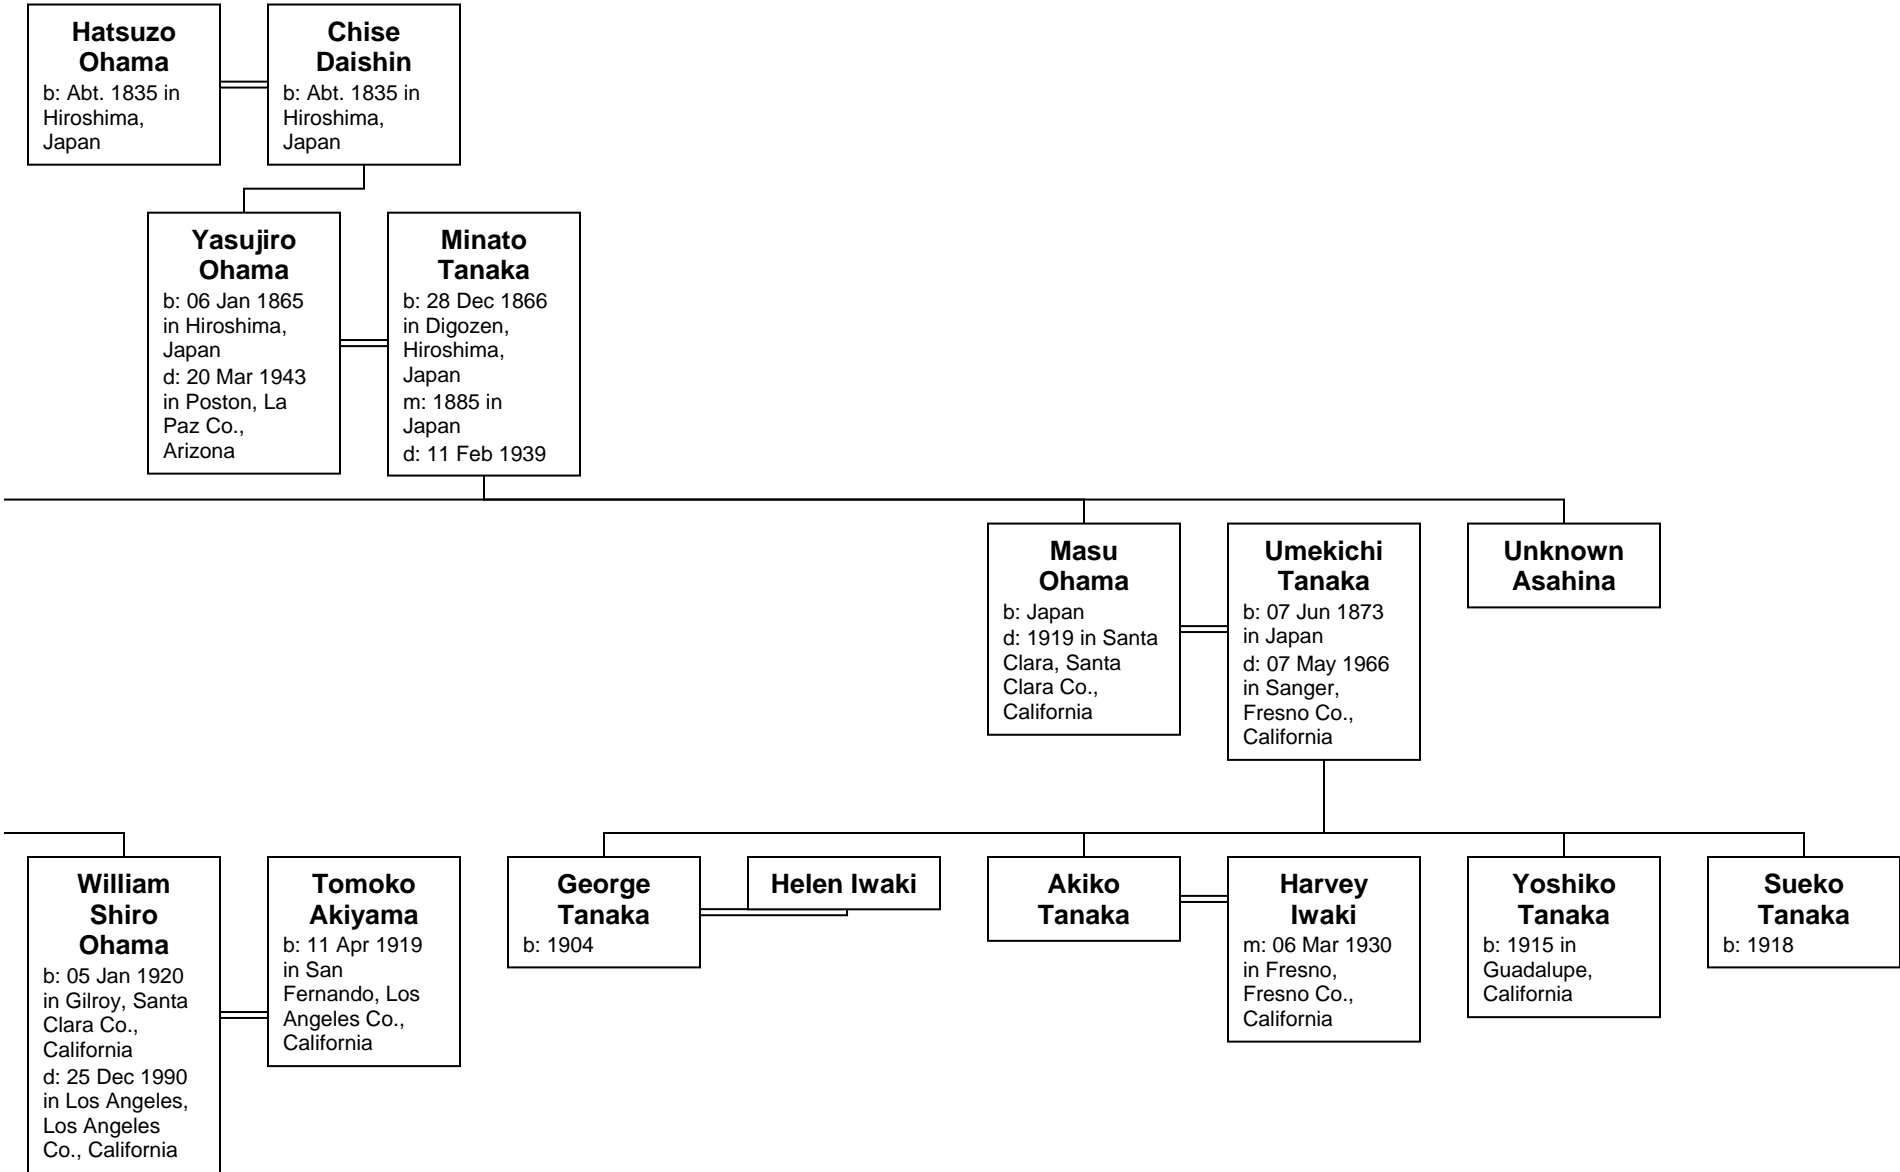 Hatsuzo
Ohama
b: Abt. 1835 in
Hiroshima,
Japan
Chise
Daishin
b: Abt. 1835 in
Hiroshima,
Japan
Yasujiro
Ohama
b: 06 Jan 1865
in Hiroshima,
Japan
d: 20 Mar 1943
in Poston, La
Paz Co.,
Arizona
Minato
Tanaka
b: 28 Dec 1866
in Digozen,
Hiroshima,
Japan
m: 1885 in
Japan
d: 11 Feb 1939
Masu
Ohama
b: Japan
d: 1919 in Santa
Clara, Santa
Clara Co.,
California
Umekichi
Tanaka
b: 07 Jun 1873
in Japan
d: 07 May 1966
in Sanger,
Fresno Co.,
California
Unknown
Asahina
William
Shiro
Ohama
b: 05 Jan 1920
in Gilroy, Santa
Clara Co.,
California
d: 25 Dec 1990
in Los Angeles,
Los Angeles
Co., California
Tomoko
Akiyama
b: 11 Apr 1919
in San
Fernando, Los
Angeles Co.,
California
George
Tanaka
b: 1904
Helen Iwaki
Akiko
Tanaka
Harvey
Iwaki
m: 06 Mar 1930
in Fresno,
Fresno Co.,
California
Yoshiko
Tanaka
b: 1915 in
Guadalupe,
California
Sueko
Tanaka
b: 1918